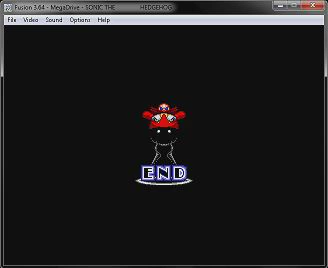 Fusion 3.64 - MegaDrive - SONIC THE HEDGEHOG
File Video Sound Options Help
END